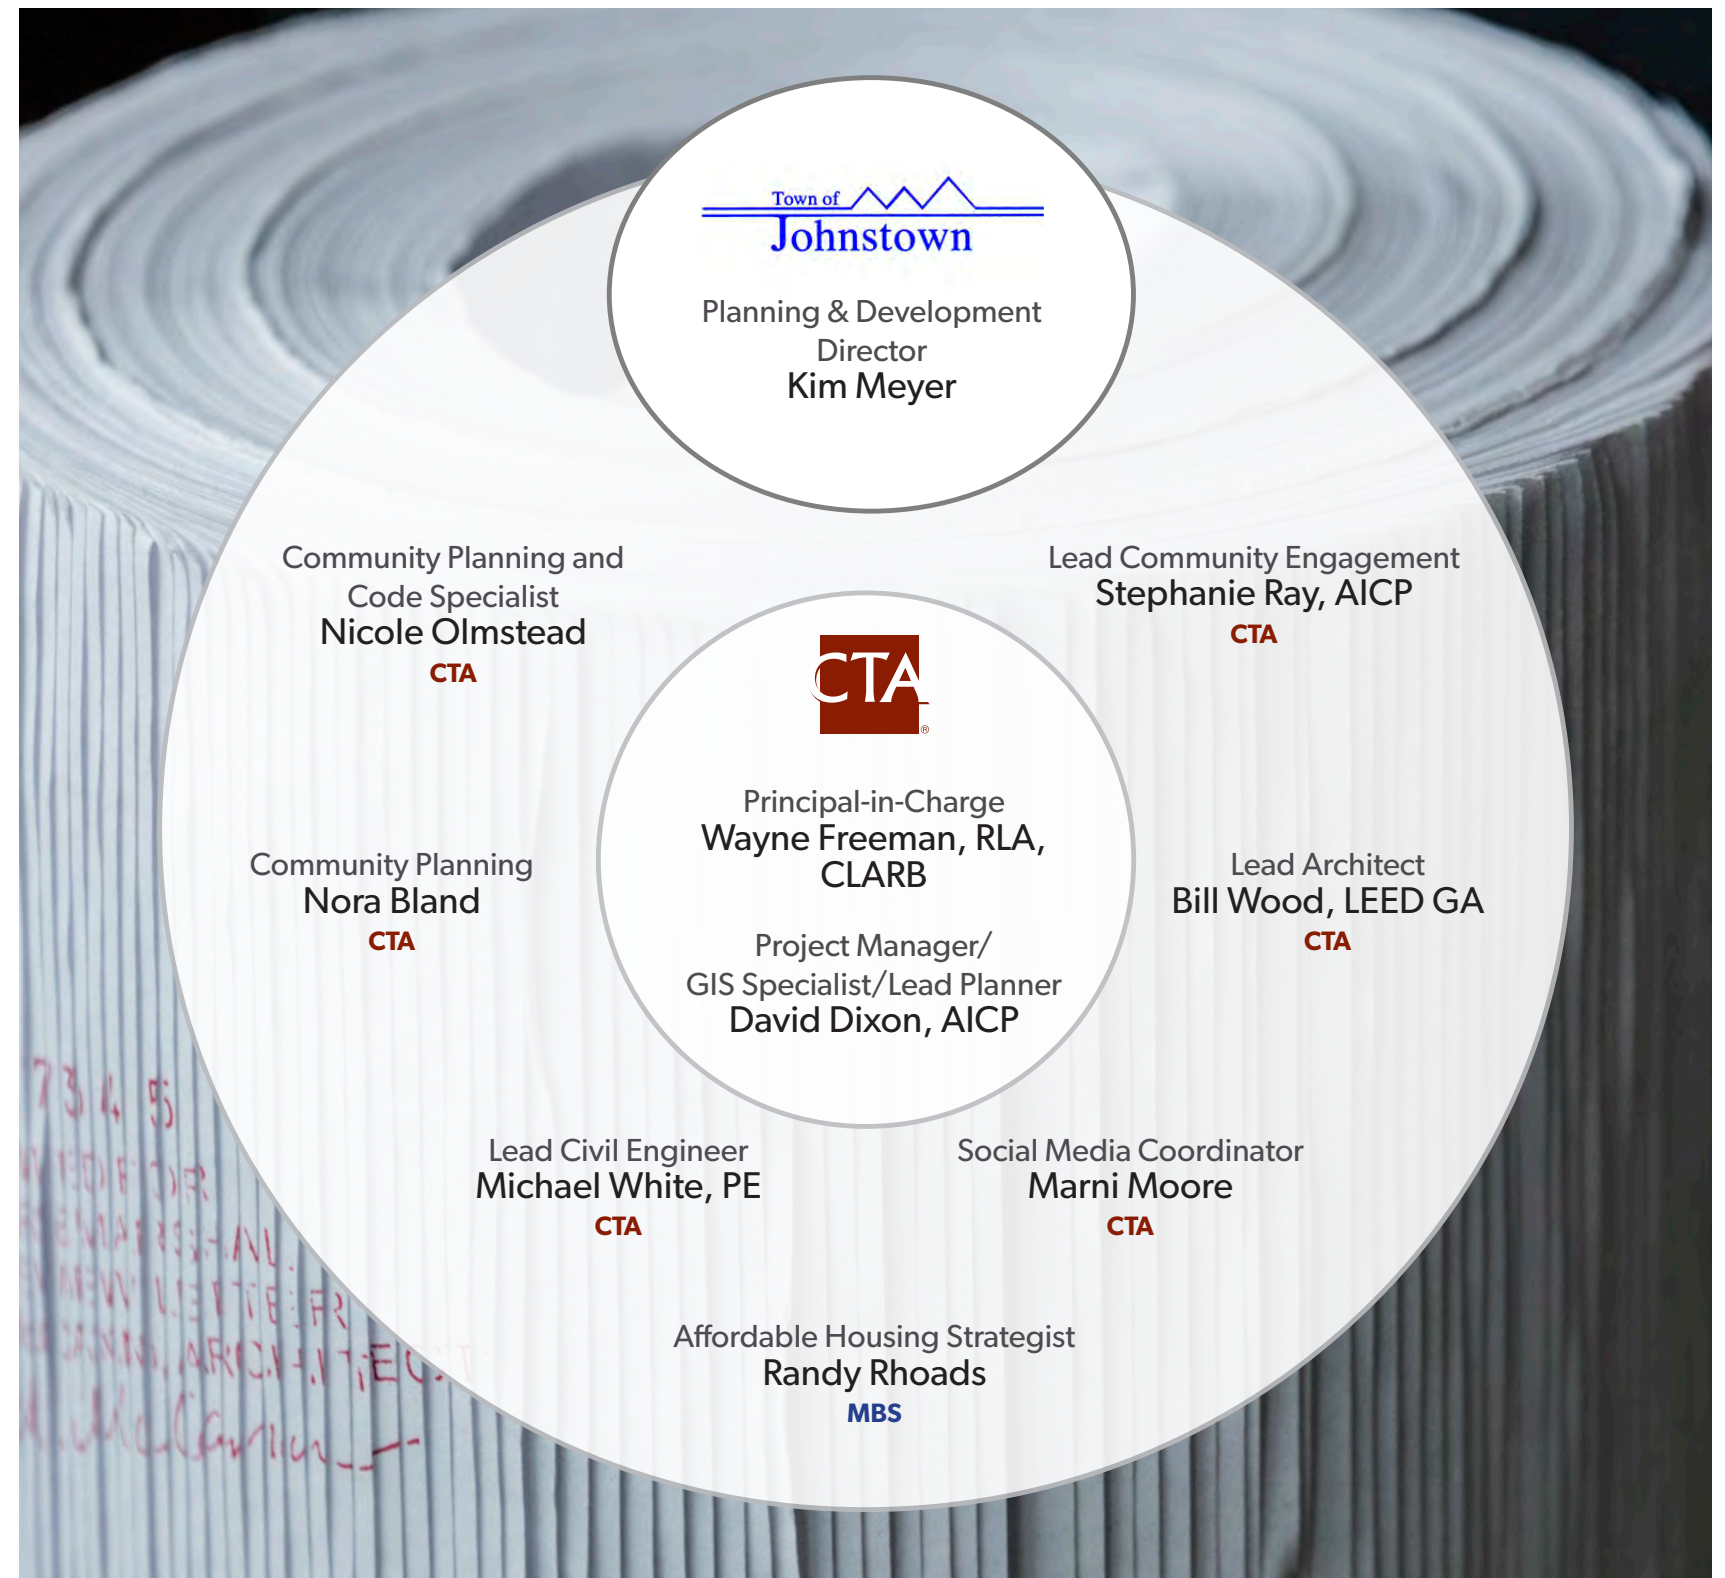 Town of
Johnstown
Planning & Development
Director
Kim Meyer
Community Planning and
Code Specialist
Nicole Olmstead
CTA
Lead Community Engagement
Stephanie Ray, AICP
CTA
CTA
®
Principal-in-Charge
Wayne Freeman, RLA,
CLARB
Project Manager/
GIS Specialist/Lead Planner
David Dixon, AICP
Community Planning
Nora Bland
CTA
Lead Architect
Bill Wood, LEED GA
CTA
Lead Civil Engineer
Michael White, PE
CTA
Social Media Coordinator
Marni Moore
CTA
Affordable Housing Strategist
Randy Rhoads
MBS
7345